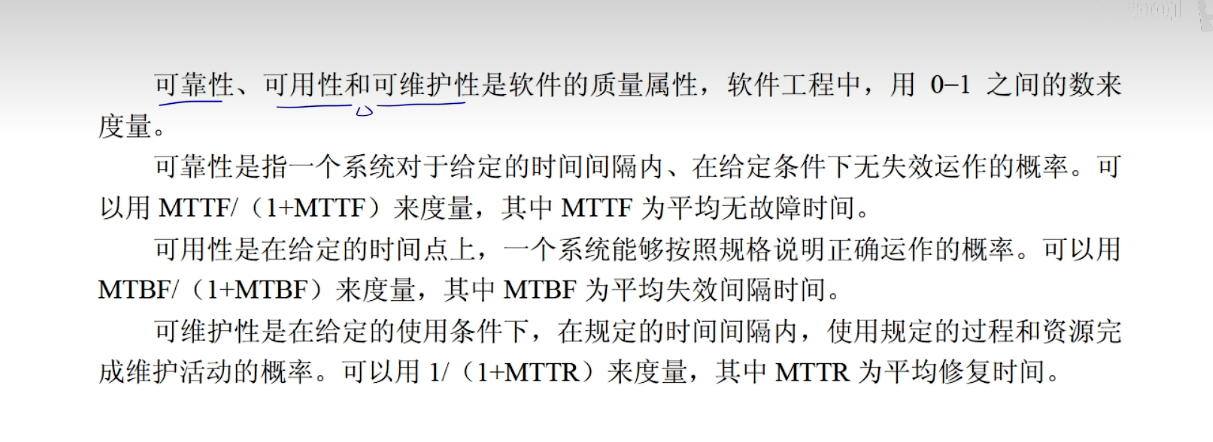 可靠性、可用性和可维护性是软件的质量属性，软件工程中，用 0−1 之间的数来
度量。
可靠性是指一个系统对于给定的时间间隔内、在给定条件下无失效运作的概率。可
以用 MTTF/（1+MTTF）来度量，其中 MTTF 为平均无故障时间。
可用性是在给定的时间点上，一个系统能够按照规格说明正确运作的概率。可以用
MTBF/（1+MTBF）来度量，其中 MTBF 为平均失效间隔时间。
可维护性是在给定的使用条件下，在规定的时间间隔内，使用规定的过程和资源完
成维护活动的概率。可以用 1/（1+MTTR）来度量，其中 MTTR 为平均修复时间。